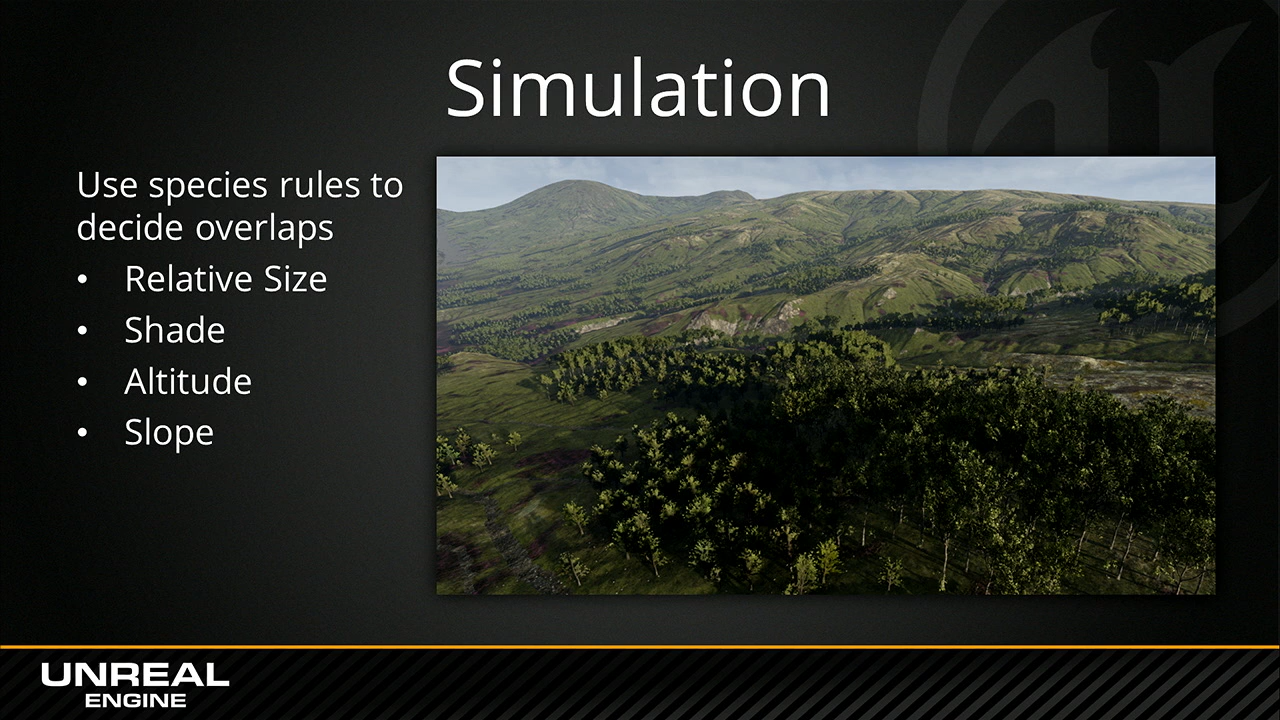 Simulation
Use species rules to
decide overlaps
• Relative Size
• Shade
• Altitude
• Slope
UNREAL
ENGINE